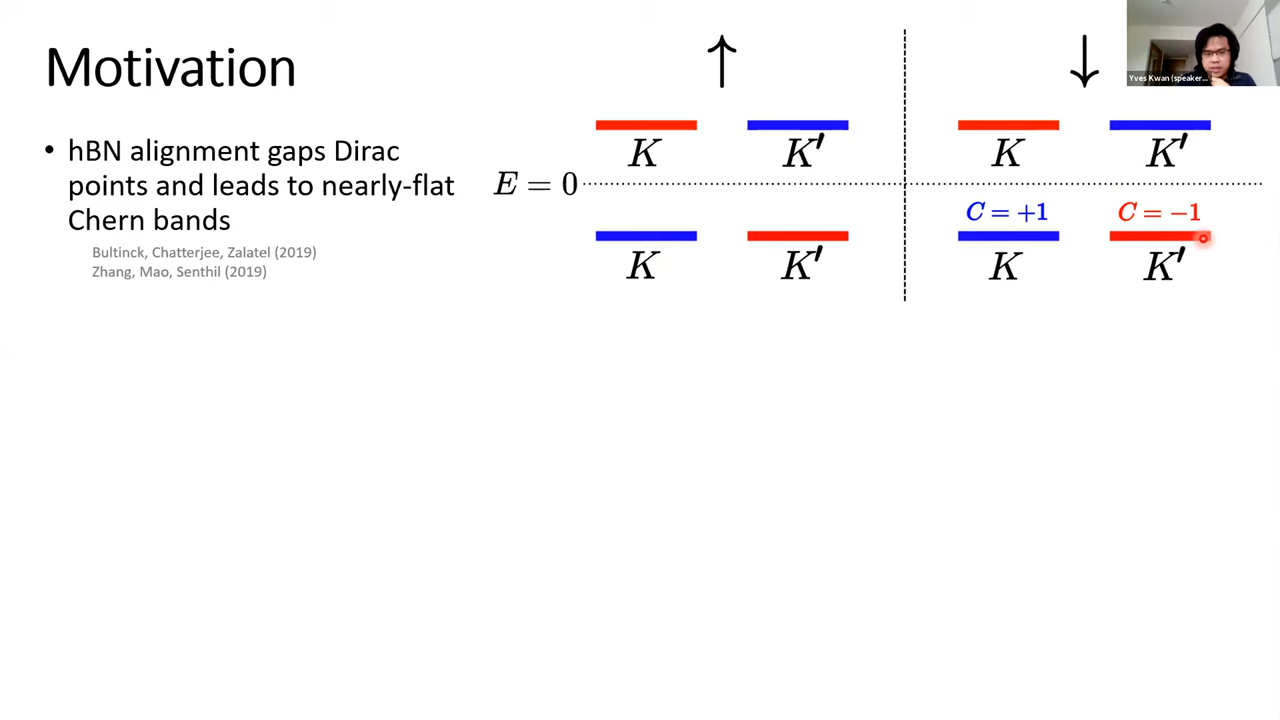 Motivation
↑
↓
Yves Kwan (speaker...
• hBN alignment gaps Dirac
points and leads to nearly-flat
Chern bands
Bultinck, Chatterjee, Zalatel (2019)
Zhang, Mao, Senthil (2019)
K K′ K K′
E = 0
C = +1 C = −1
K K′ K K′